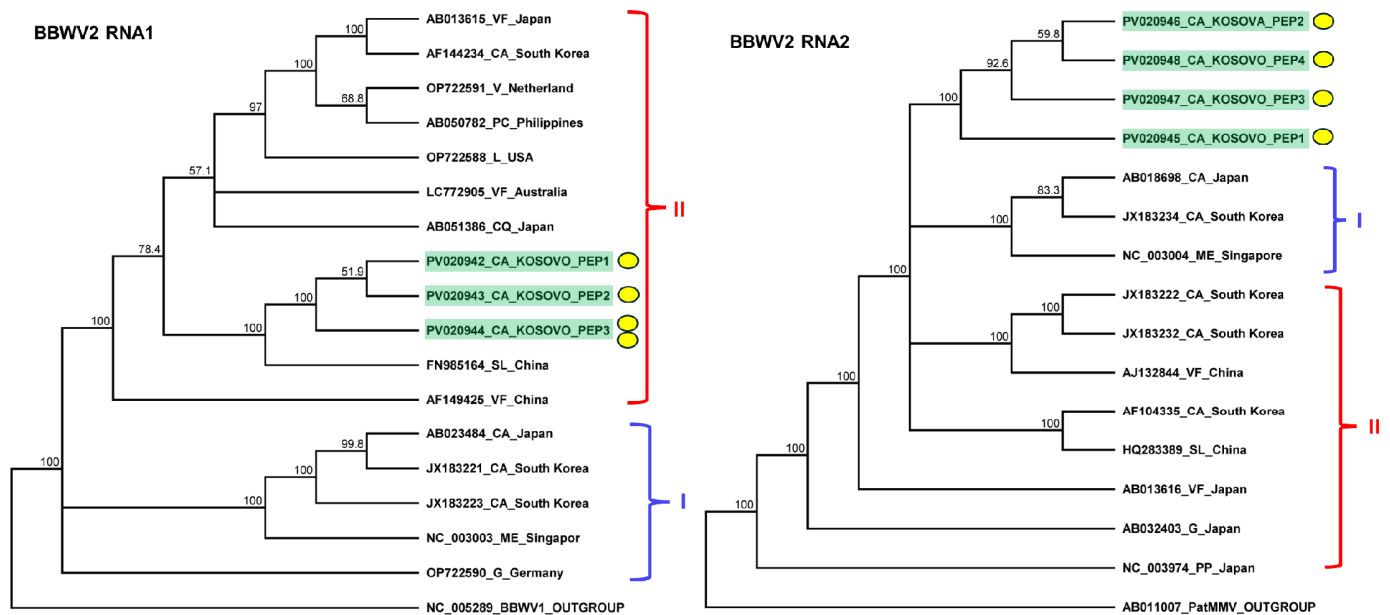 BBWV2 RNA1
AB013615_VF_Japan
100
AF144234_CA_South Korea
100
OP722591_V_Netherland
68.8
AB050782_PC_Philippines
97
OP722588_L_USA
57.1
LC772905_VF_Australia
II
AB051386_CQ_Japan
78.4
PV020942_CA_KOSOVO_PEP1
51.9
PV020943_CA_KOSOVO_PEP2
100
PV020944_CA_KOSOVO_PEP3
100
100
FN985164_SL_China
AF149425_VF_China
AB023484_CA_Japan
99.8
JX183221_CA_South Korea
100
100
JX183223_CA_South Korea
100
I
NC_003003_ME_Singapor
OP722590_G_Germany
NC_005289_BBWV1_OUTGROUP
BBWV2 RNA2
PV020946_CA_KOSOVA_PEP2
59.8
PV020948_CA_KOSOVO_PEP4
92.6
PV020947_CA_KOSOVO_PEP3
100
PV020945_CA_KOSOVO_PEP1
AB018698_CA_Japan
83.3
JX183234_CA_South Korea
I
100
NC_003004_ME_Singapore
100
JX183222_CA_South Korea
100
JX183232_CA_South Korea
100
AJ132844_VF_China
100
AF104335_CA_South Korea
100
II
HQ283389_SL_China
100
AB013616_VF_Japan
100
AB032403_G_Japan
NC_003974_PP_Japan
AB011007_PatMMV_OUTGROUP